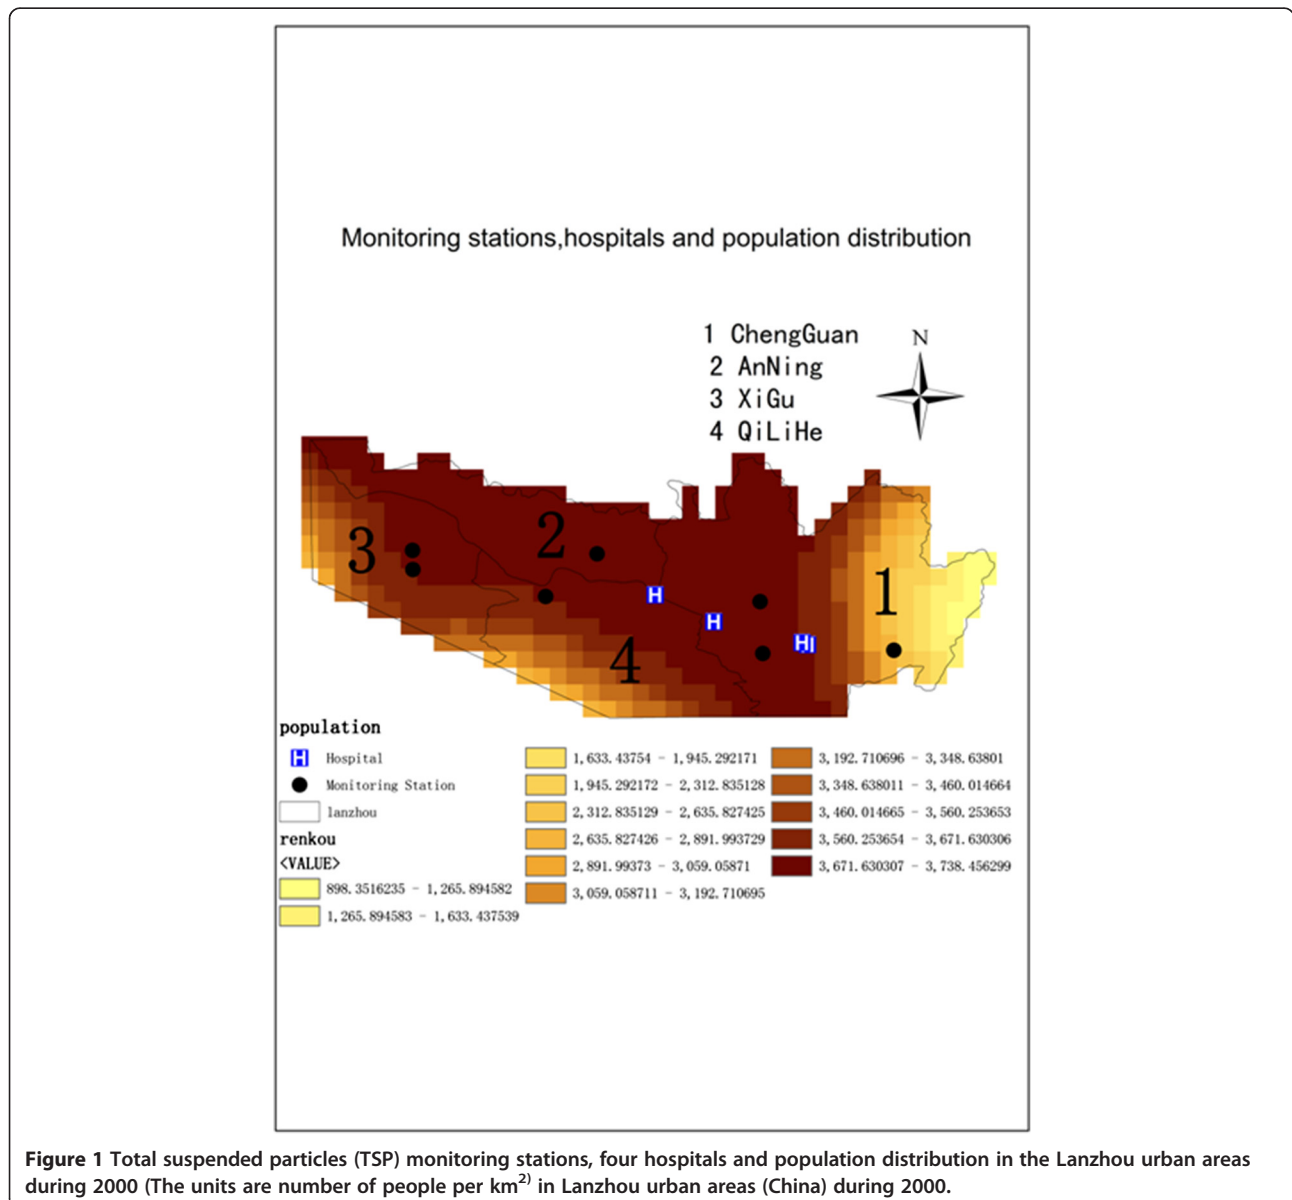 Monitoring stations,hospitals and population distribution
1 ChengGuan
2 AnNing
3 XiGu
4 QiLiHe
N
3
2
1
4
H
H
HI
population
H Hospital
Monitoring Station
lanzhou
renkou
<VALUE>
898.3516235 - 1,265.894582
1,265.894583 - 1,633.437539
1,633.43754 - 1,945.292171
1,945.292172 - 2,312.835128
2,312.835129 - 2,635.827425
2,635.827426 - 2,891.993729
2,891.99373 - 3,059.05871
3,059.058711 - 3,192.710695
3,192.710696 - 3,348.63801
3,348.638011 - 3,460.014664
3,460.014665 - 3,560.253653
3,560.253654 - 3,671.630306
3,671.630307 - 3,738.456299
Figure 1 Total suspended particles (TSP) monitoring stations, four hospitals and population distribution in the Lanzhou urban areas
during 2000 (The units are number of people per km²⁾ in Lanzhou urban areas (China) during 2000.